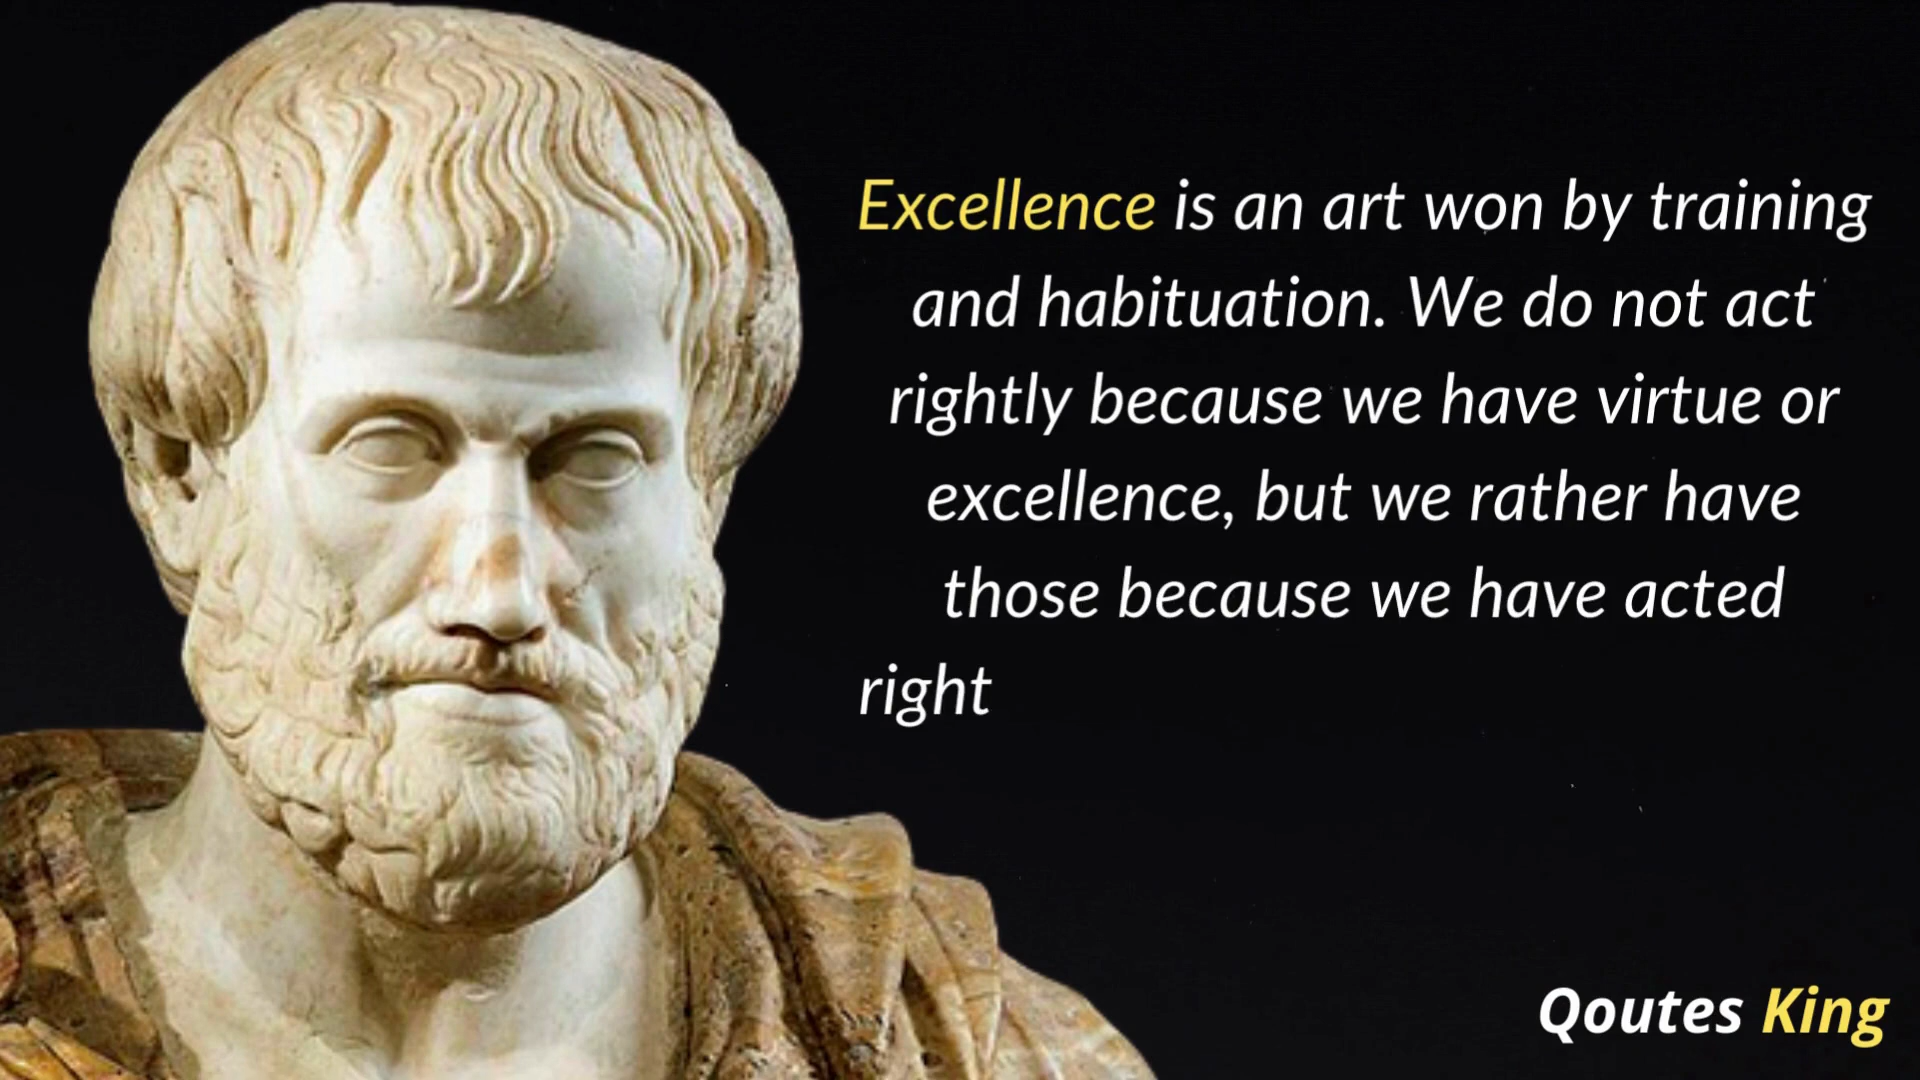 Excellence is an art won by training
and habituation. We do not act
rightly because we have virtue or
excellence, but we rather have
those because we have acted
right
Qoutes King